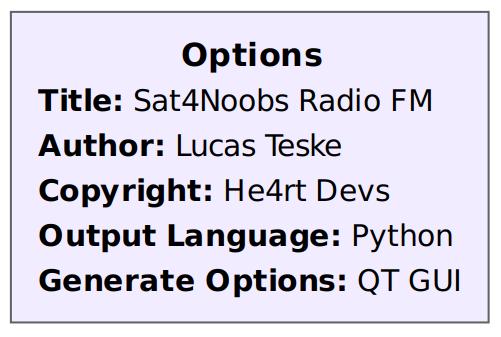 Options
Title: Sat4Noobs Radio FM
Author: Lucas Teske
Copyright: He4rt Devs
Output Language: Python
Generate Options: QT GUI